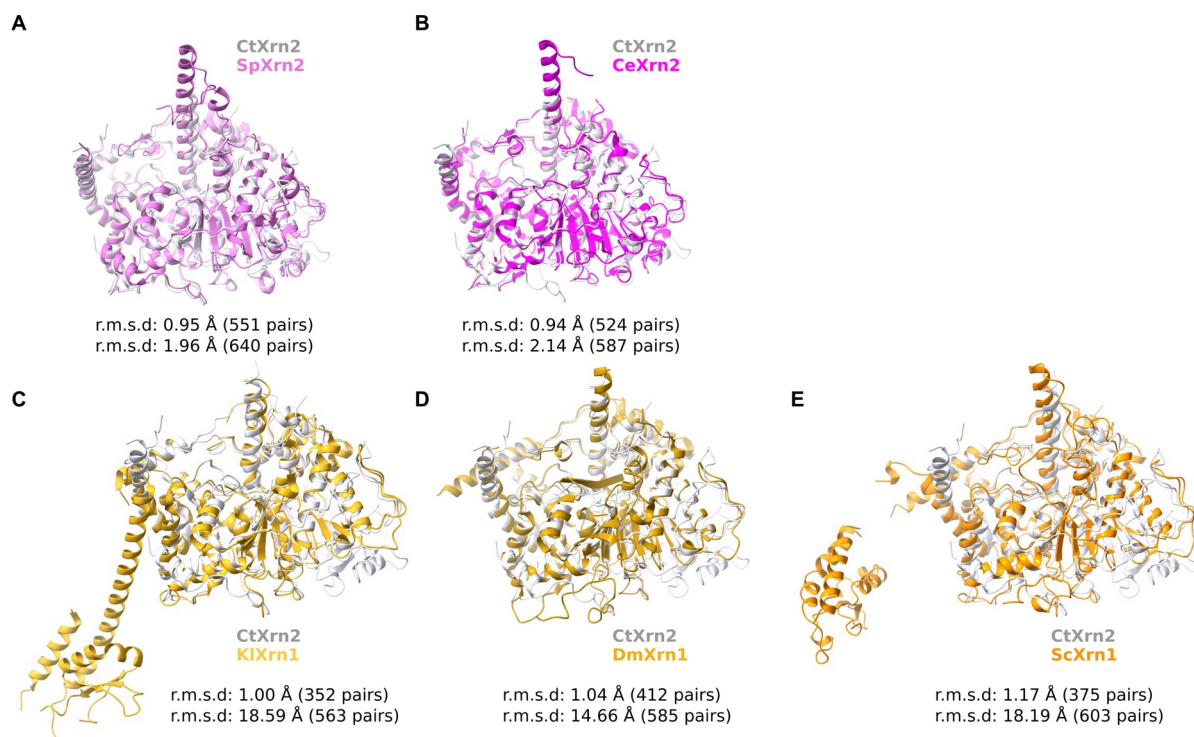 A
CtXrn2
SpXrn2
r.m.s.d: 0.95 Å (551 pairs)
r.m.s.d: 1.96 Å (640 pairs)
B
CtXrn2
CeXrn2
r.m.s.d: 0.94 Å (524 pairs)
r.m.s.d: 2.14 Å (587 pairs)
C
CtXrn2
KlXrn1
r.m.s.d: 1.00 Å (352 pairs)
r.m.s.d: 18.59 Å (563 pairs)
D
CtXrn2
DmXrn1
r.m.s.d: 1.04 Å (412 pairs)
r.m.s.d: 14.66 Å (585 pairs)
E
CtXrn2
ScXrn1
r.m.s.d: 1.17 Å (375 pairs)
r.m.s.d: 18.19 Å (603 pairs)